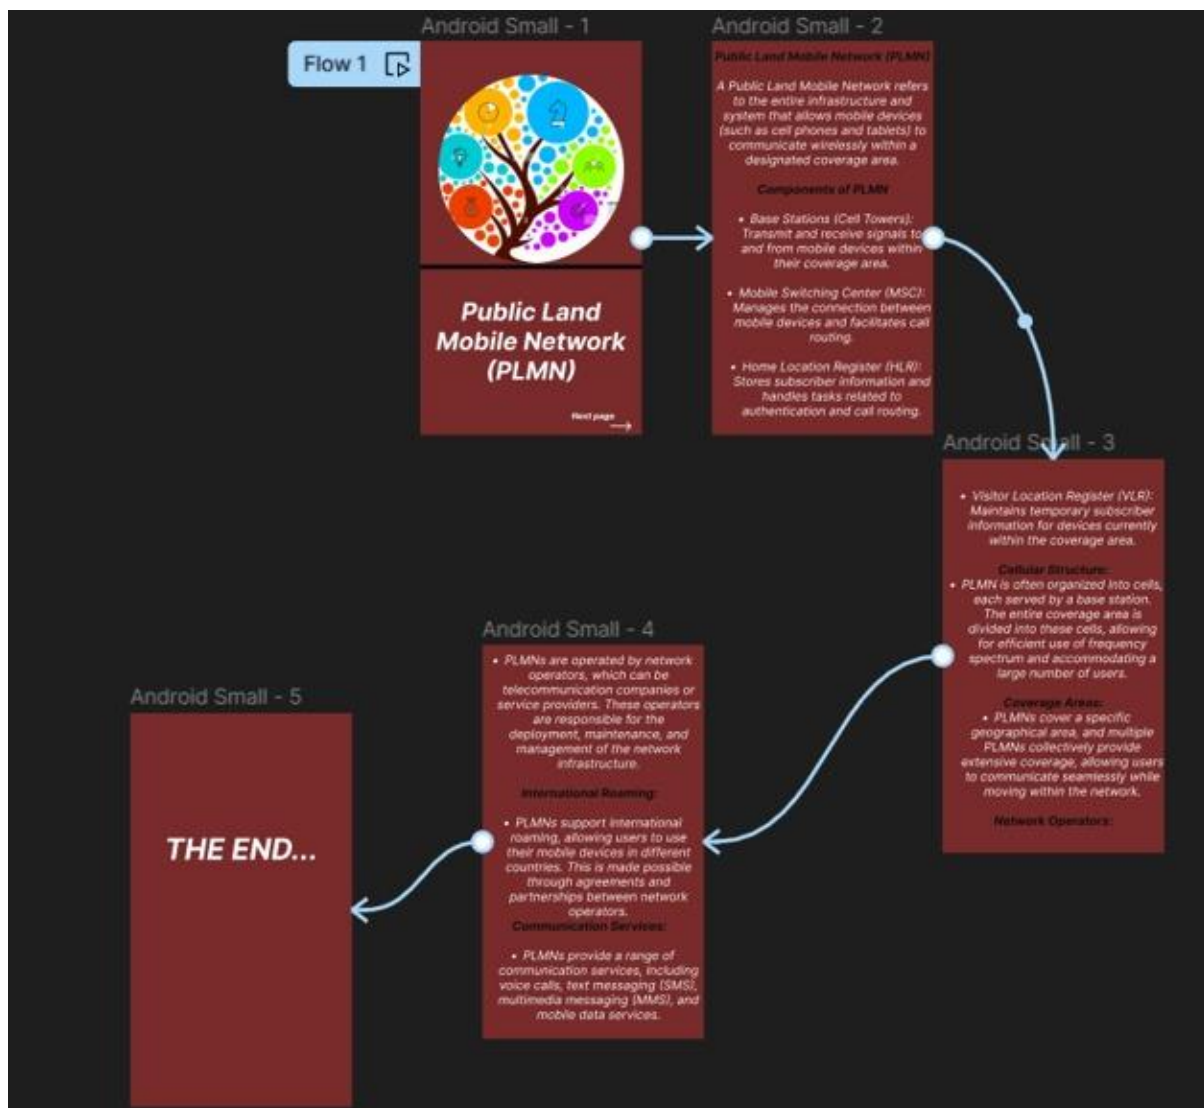 Android Small - 1
Flow 1
Public Land
Mobile Network
(PLMN)
Next page
Android Small - 2
Public Land Mobile Network (PLMN)
A Public Land Mobile Network refers
to the entire infrastructure and
system that allows mobile devices
(such as cell phones and tablets) to
communicate wirelessly within a
designated coverage area.
Components of PLMN
• Base Stations (Cell Towers):
Transmit and receive signals to
and from mobile devices within
their coverage area.
• Mobile Switching Center (MSC):
Manages the connection between
mobile devices and facilitates call
routing.
• Home Location Register (HLR):
Stores subscriber information and
handles tasks related to
authentication and call routing.
Android Small - 3
• Visitor Location Register (VLR):
Maintains temporary subscriber
information for devices currently
within the coverage area.
Cellular Structure:
• PLMN is often organized into cells,
each served by a base station.
The entire coverage area is
divided into these cells, allowing
for efficient use of frequency
spectrum and accommodating a
large number of users.
Coverage Areas:
• PLMNs cover a specific
geographical area, and multiple
PLMNs collectively provide
extensive coverage, allowing users
to communicate seamlessly while
moving within the network.
Network Operators:
Android Small - 4
• PLMNs are operated by network
operators, which can be
telecommunication companies or
service providers. These operators
are responsible for the
deployment, maintenance, and
management of the network
infrastructure.
International Roaming:
• PLMNs support international
roaming, allowing users to use
their mobile devices in different
countries. This is made possible
through agreements and
partnerships between network
operators.
Communication Services:
• PLMNs provide a range of
communication services, including
voice calls, text messaging (SMS),
multimedia messaging (MMS), and
mobile data services.
Android Small - 5
THE END...